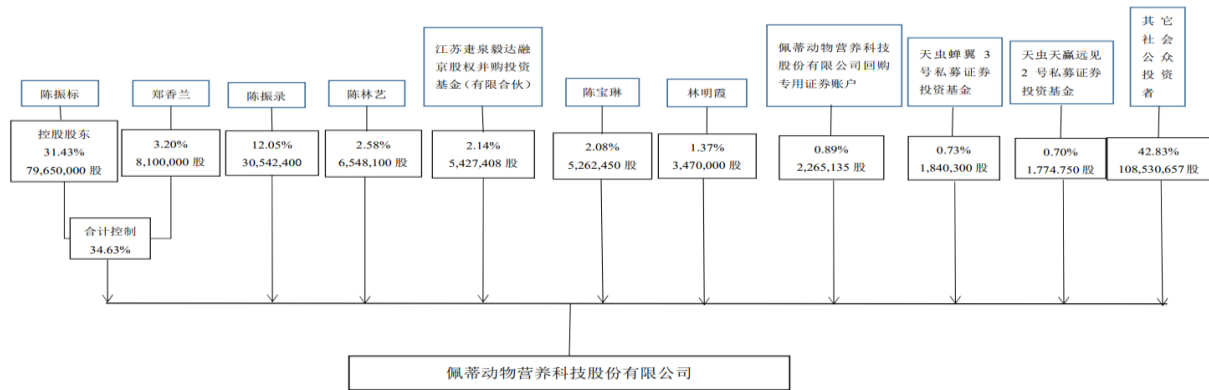 陈振标
控股股东
31.43%
79,650,000 股
郑香兰
3.20%
8,100,000 股
合计控制
34.63%
陈振录
12.05%
30,542,400
陈林艺
2.58%
6,548,100 股
江苏疌泉毅达融
京股权并购投资
基金（有限合伙）
2.14%
5,427,408 股
陈宝琳
2.08%
5,262,450 股
林明霞
1.37%
3,470,000 股
佩蒂动物营养科技
股份有限公司回购
专用证券账户
0.89%
2,265,135 股
天虫蝉翼 3
号私募证券
投资基金
0.73%
1,840,300 股
天虫天赢远见
2 号私募证券
投资基金
0.70%
1,774.750 股
其 它
社 会
公 众
投 资
者
42.83%
108,530,657 股
佩蒂动物营养科技股份有限公司